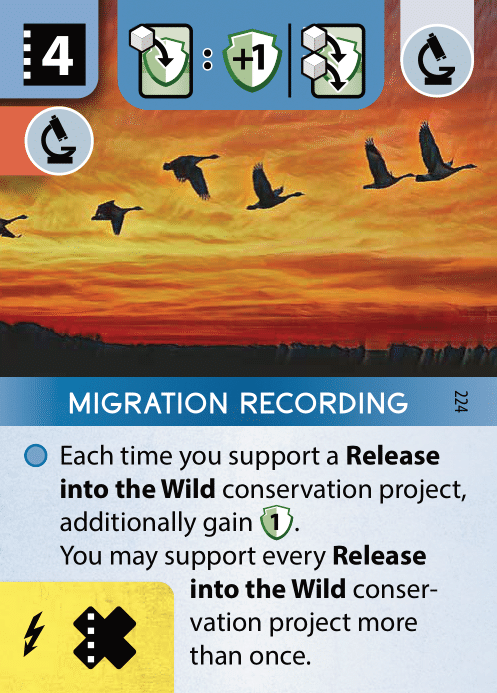 4
: +1
MIGRATION RECORDING
224
Each time you support a Release
into the Wild conservation project,
additionally gain 1.
You may support every Release
into the Wild conser-
vation project more
than once.